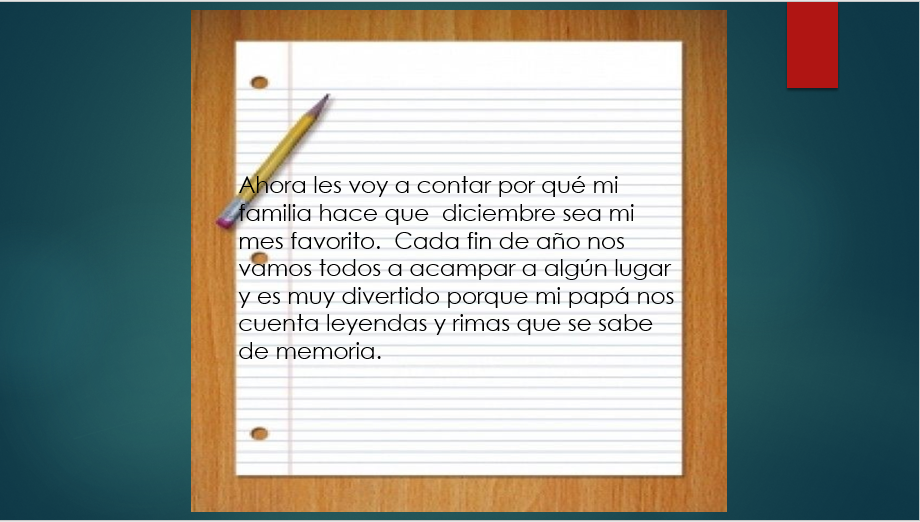 Ahora les voy a contar por qué mi
familia hace que  diciembre sea mi
mes favorito.  Cada fin de año nos
vamos todos a acampar a algún lugar
y es muy divertido porque mi papá nos
cuenta leyendas y rimas que se sabe
de memoria.